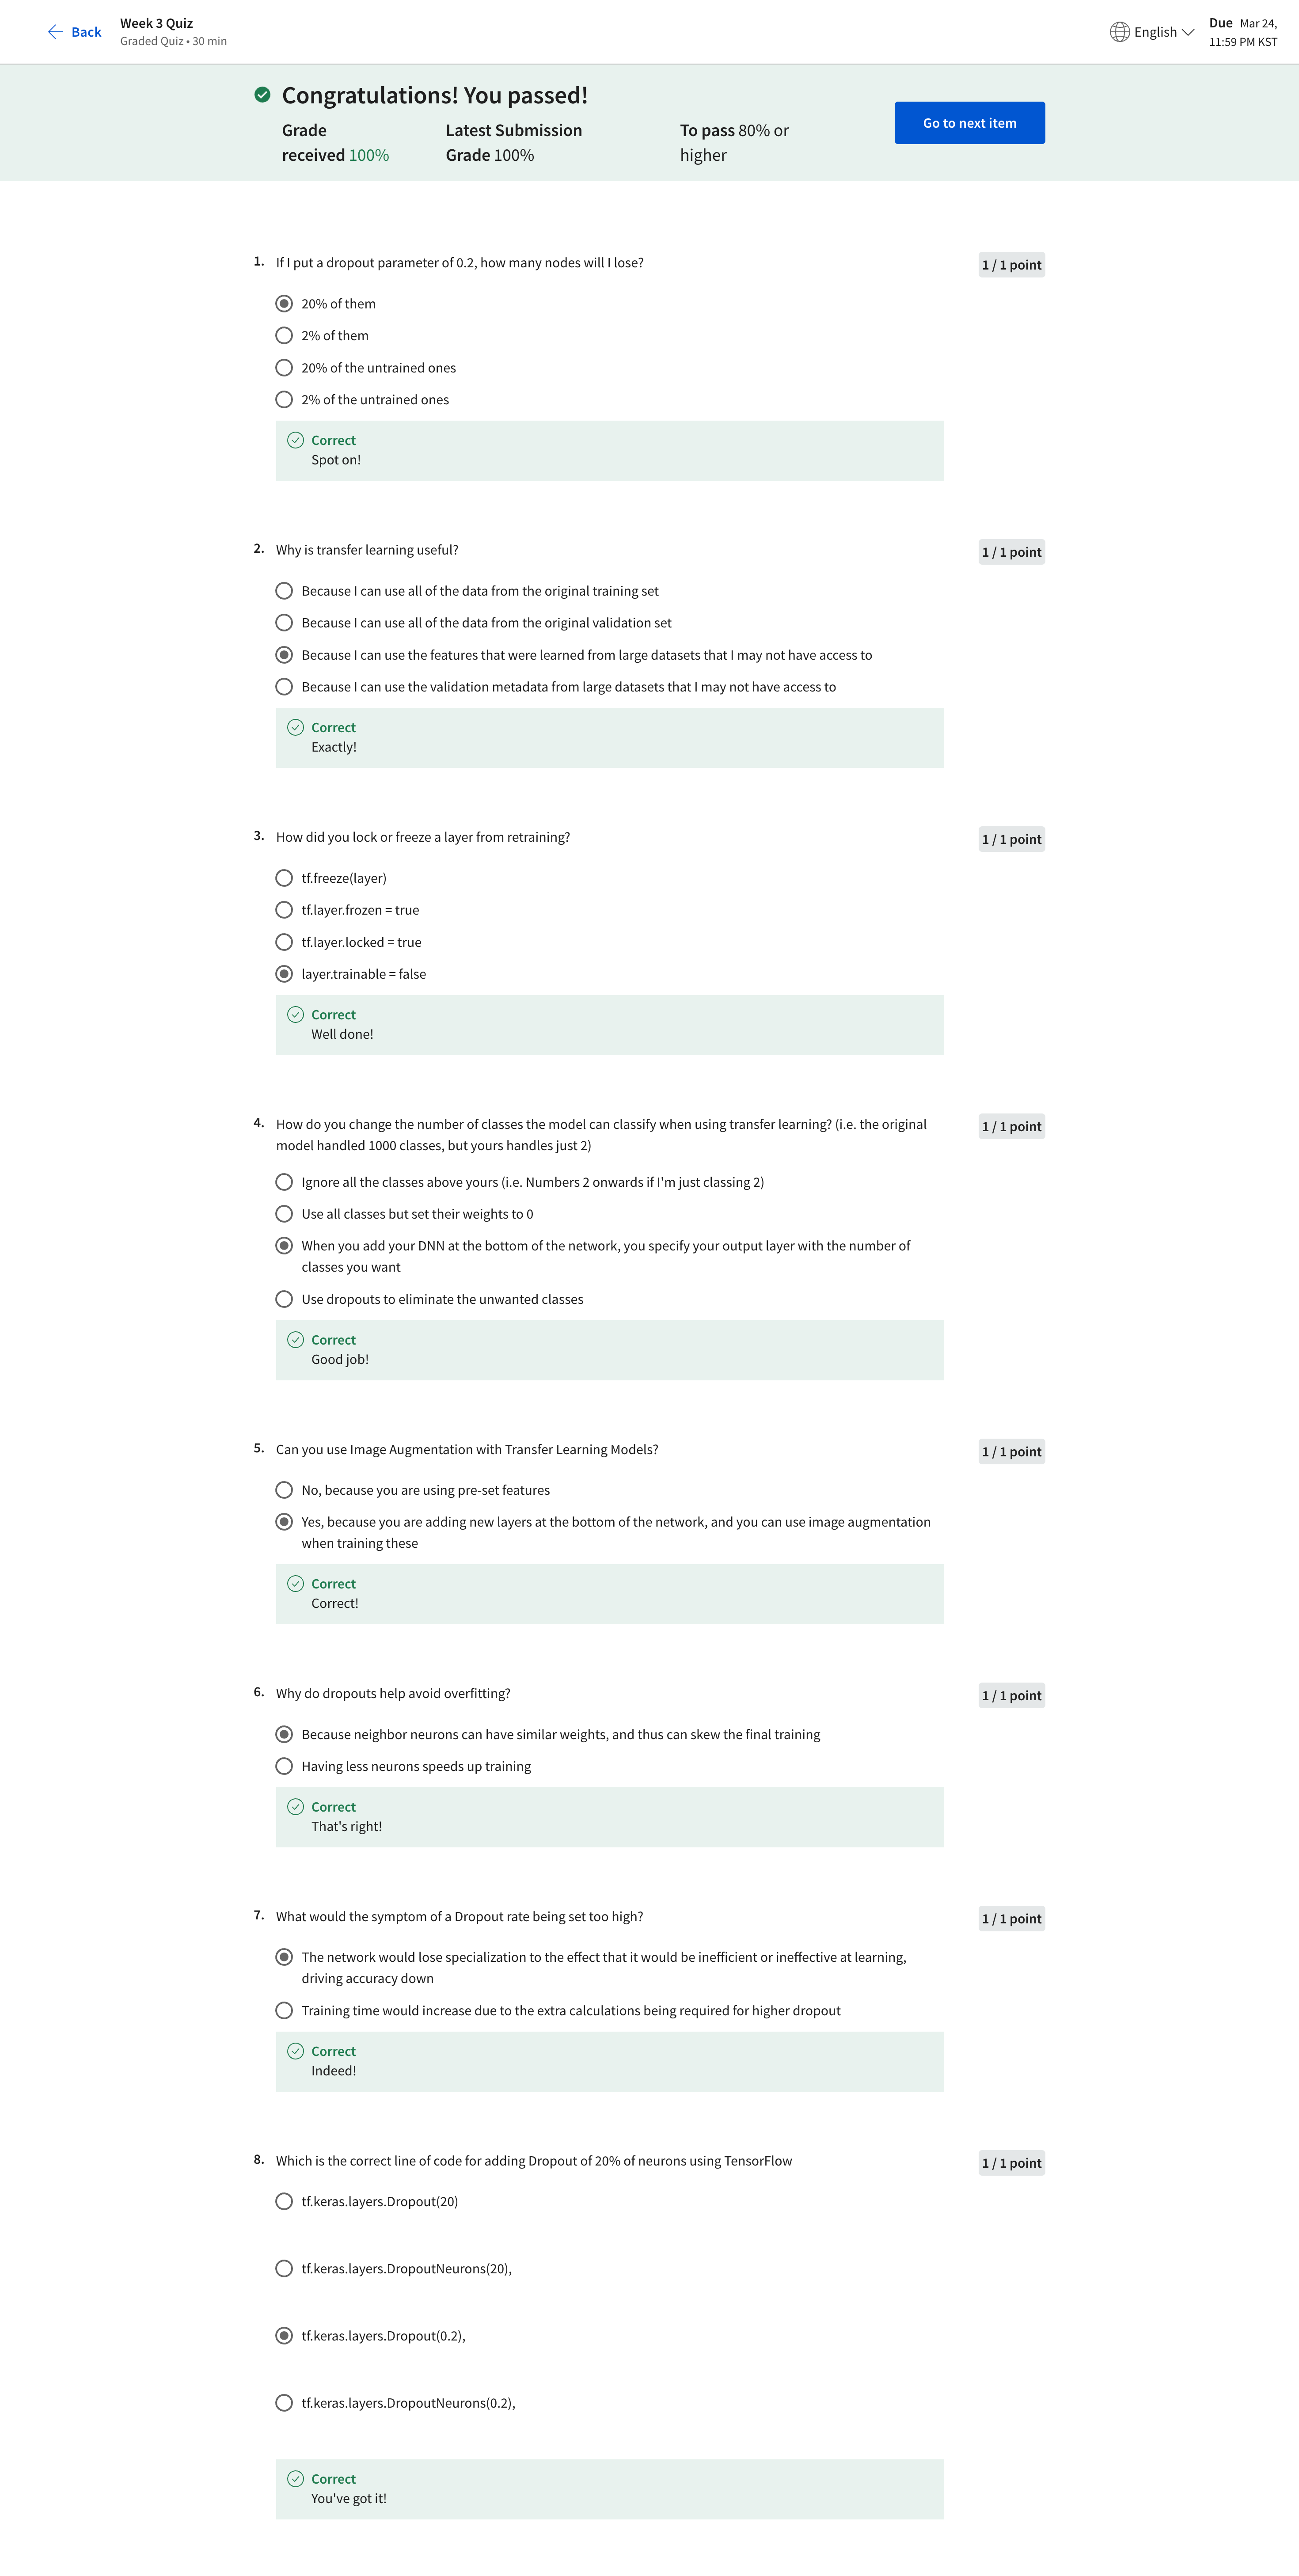 Back
Week 3 Quiz
Graded Quiz • 30 min
English
Due Mar 24,
11:59 PM KST
Congratulations! You passed!
Grade
received 100%
Latest Submission
Grade 100%
To pass 80% or
higher
Go to next item
1. If I put a dropout parameter of 0.2, how many nodes will I lose?
1 / 1 point
20% of them
2% of them
20% of the untrained ones
2% of the untrained ones
Correct
Spot on!
2. Why is transfer learning useful?
1 / 1 point
Because I can use all of the data from the original training set
Because I can use all of the data from the original validation set
Because I can use the features that were learned from large datasets that I may not have access to
Because I can use the validation metadata from large datasets that I may not have access to
Correct
Exactly!
3. How did you lock or freeze a layer from retraining?
1 / 1 point
tf.freeze(layer)
tf.layer.frozen = true
tf.layer.locked = true
layer.trainable = false
Correct
Well done!
4. How do you change the number of classes the model can classify when using transfer learning? (i.e. the original
model handled 1000 classes, but yours handles just 2)
1 / 1 point
Ignore all the classes above yours (i.e. Numbers 2 onwards if I'm just classing 2)
Use all classes but set their weights to 0
When you add your DNN at the bottom of the network, you specify your output layer with the number of
classes you want
Use dropouts to eliminate the unwanted classes
Correct
Good job!
5. Can you use Image Augmentation with Transfer Learning Models?
1 / 1 point
No, because you are using pre-set features
Yes, because you are adding new layers at the bottom of the network, and you can use image augmentation
when training these
Correct
Correct!
6. Why do dropouts help avoid overfitting?
1 / 1 point
Because neighbor neurons can have similar weights, and thus can skew the final training
Having less neurons speeds up training
Correct
That's right!
7. What would the symptom of a Dropout rate being set too high?
1 / 1 point
The network would lose specialization to the effect that it would be inefficient or ineffective at learning,
driving accuracy down
Training time would increase due to the extra calculations being required for higher dropout
Correct
Indeed!
8. Which is the correct line of code for adding Dropout of 20% of neurons using TensorFlow
1 / 1 point
tf.keras.layers.Dropout(20)
tf.keras.layers.DropoutNeurons(20),
tf.keras.layers.Dropout(0.2),
tf.keras.layers.DropoutNeurons(0.2),
Correct
You've got it!